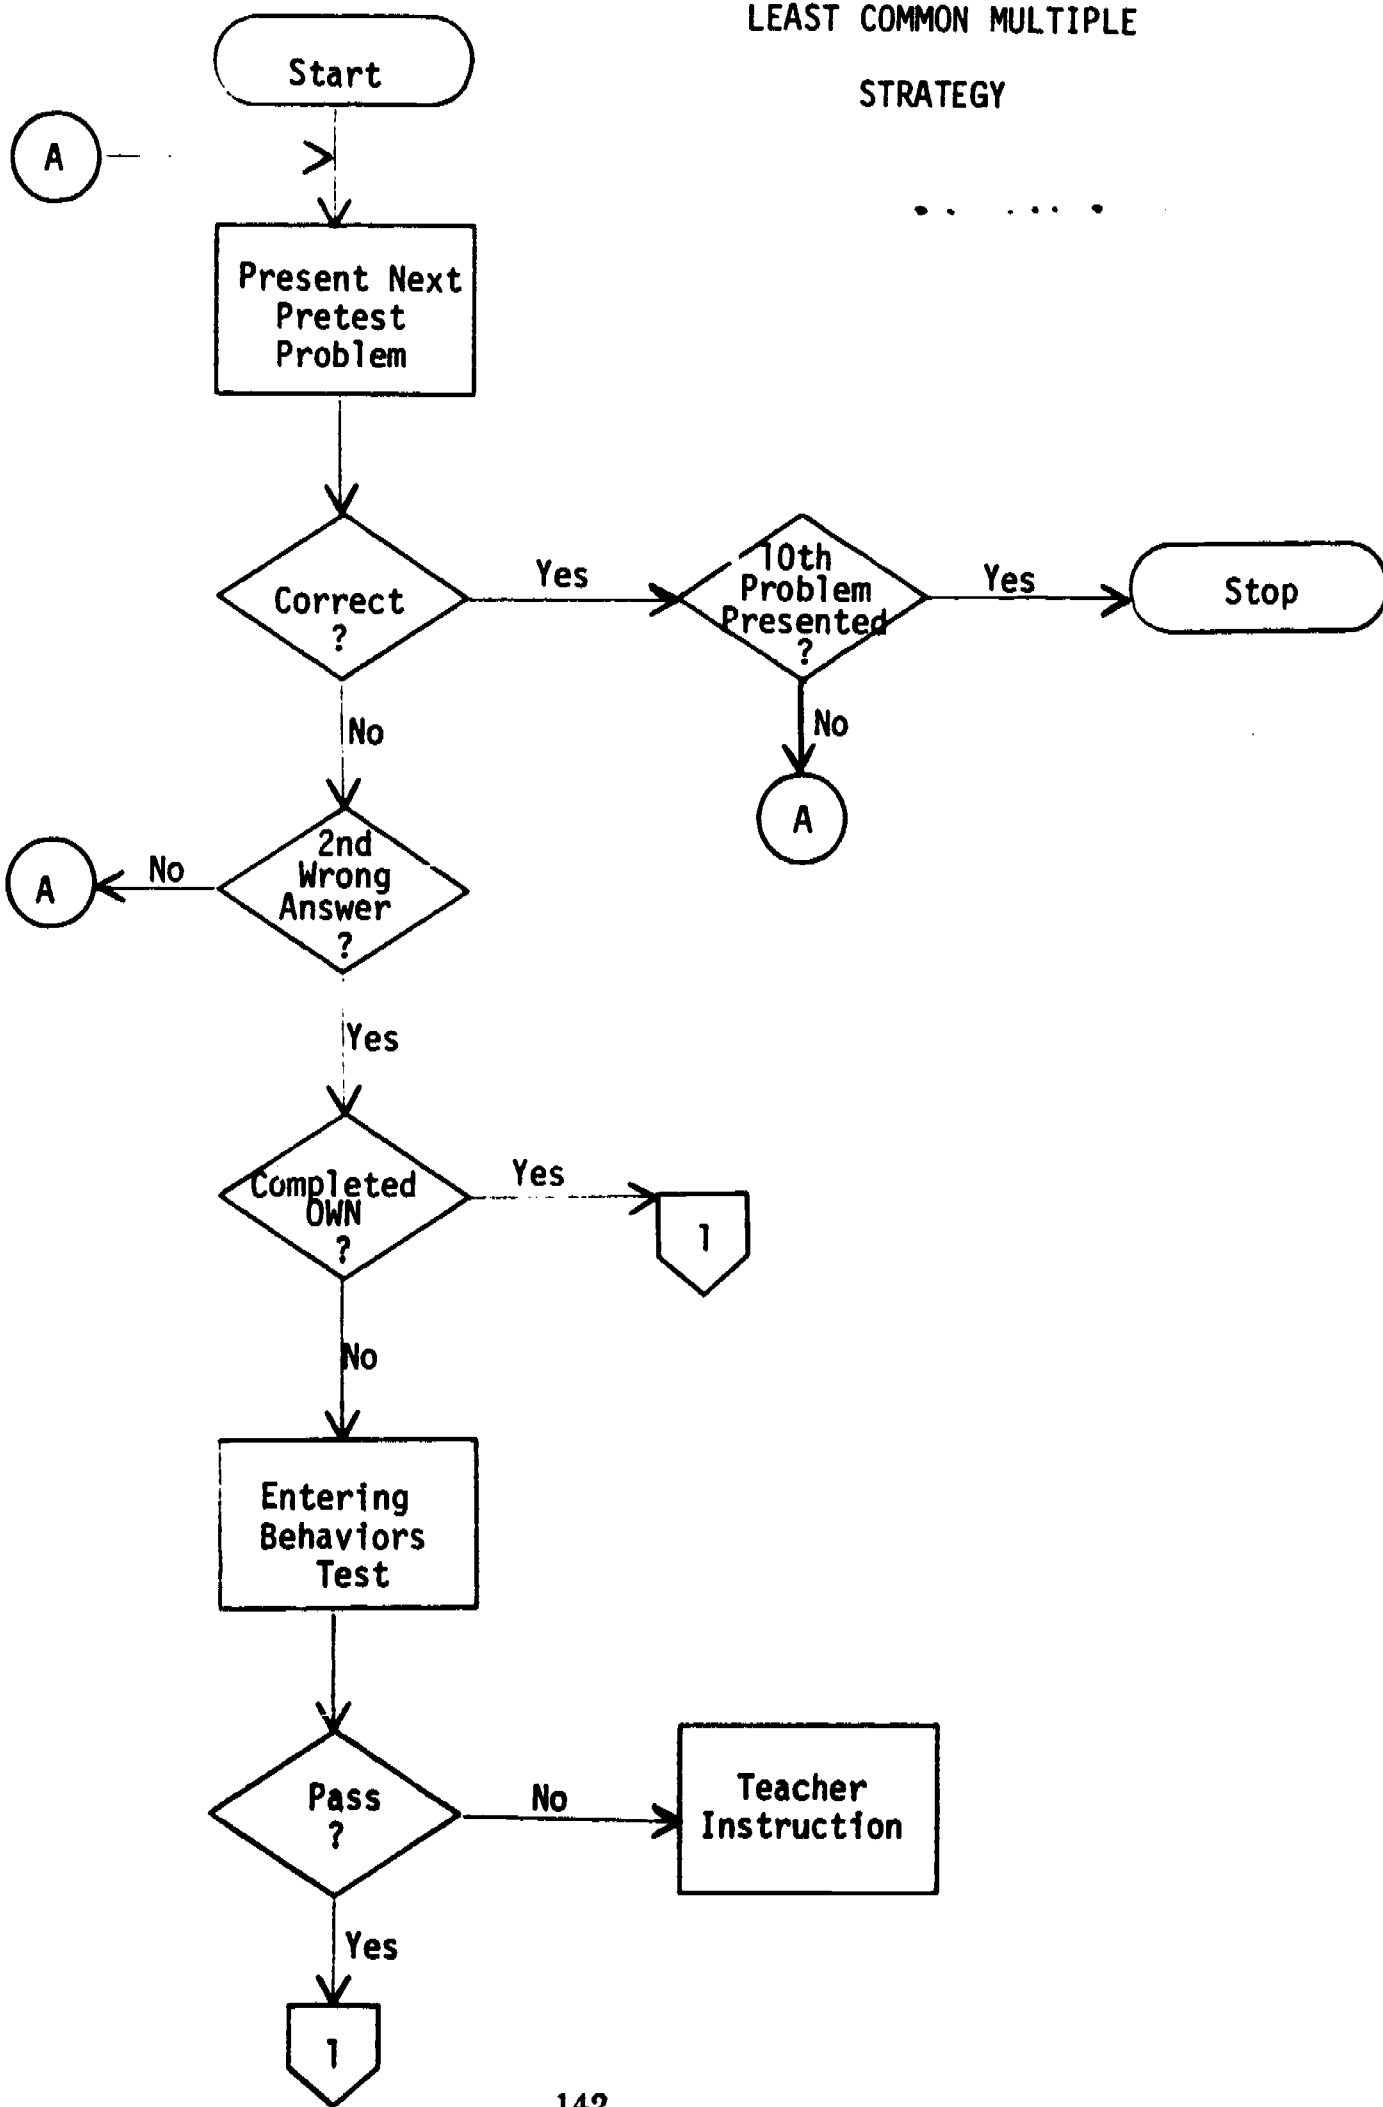 LEAST COMMON MULTIPLE
STRATEGY
Start
A
Present Next
Pretest
Problem
Correct
?
Yes
10th
Problem
Presented
?
Yes
Stop
No
A
No
2nd
Wrong
Answer
?
No
A
Yes
Completed
OWN
?
Yes
1
No
Entering
Behaviors
Test
Pass
?
No
Teacher
Instruction
Yes
1
142